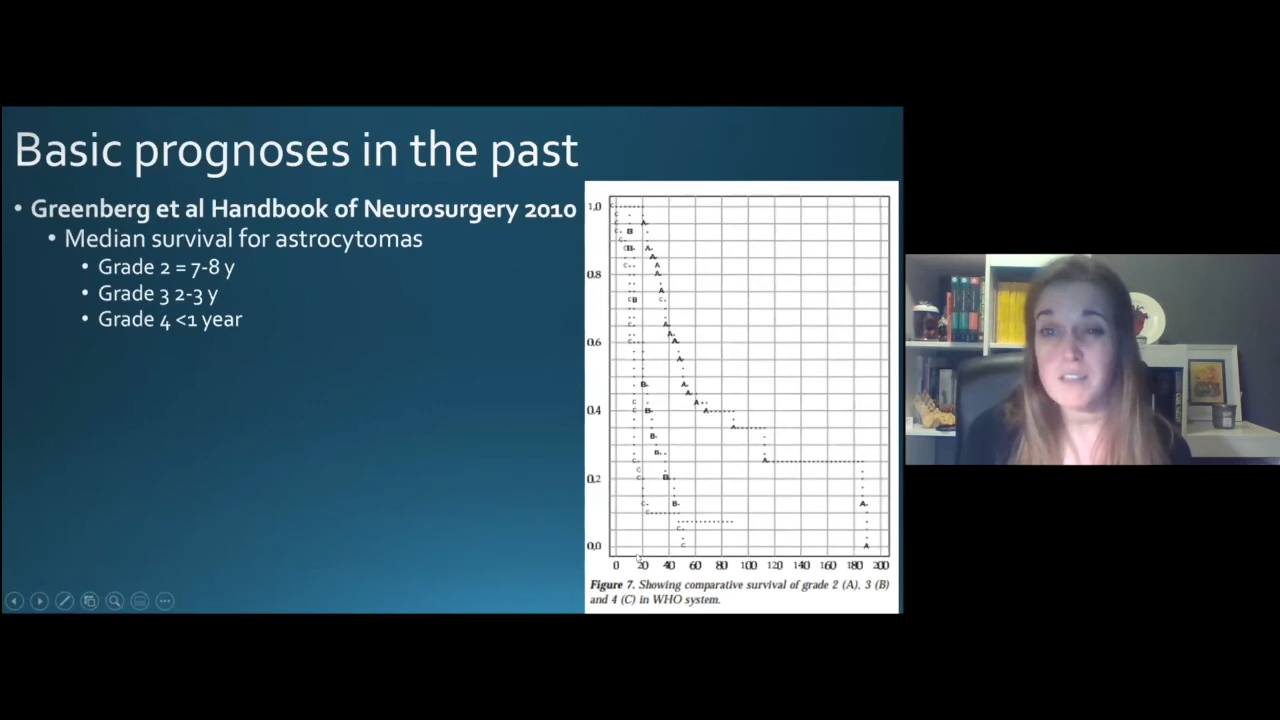 Basic prognoses in the past
• Greenberg et al Handbook of Neurosurgery 2010
• Median survival for astrocytomas
• Grade 2 = 7-8 y
• Grade 3 2-3 y
• Grade 4 <1 year
1,0
0,8
0,6
0,4
0,2
0,0
0 20 40 60 80 100 120 140 160 180 200
Figure 7. Showing comparative survival of grade 2 (A), 3 (B)
and 4 (C) in WHO system.